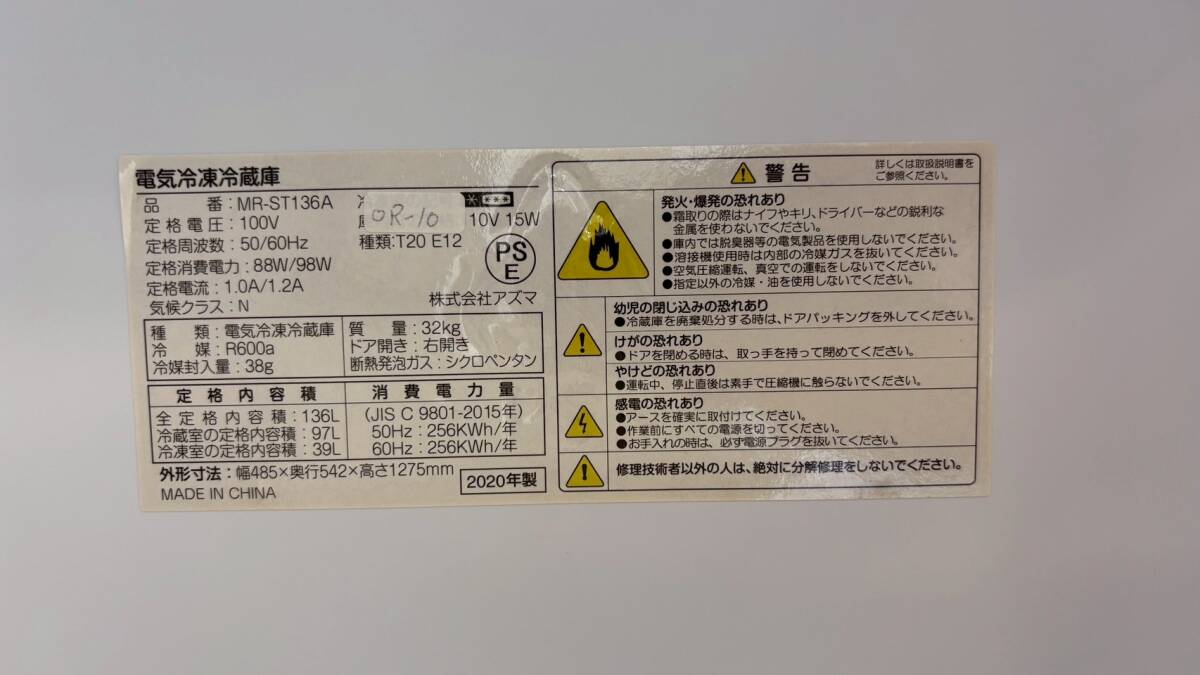 電気冷凍冷蔵庫
品番：MR-ST136A
定格電圧：100V
定格周波数：50/60Hz
定格消費電力：88W/98W
定格電流：1.0A/1.2A
気候クラス：N
OR-10
10V 15W
種類:T20 E12
PS
E
株式会社アズマ
種類：電気冷凍冷蔵庫
冷媒：R600a
冷媒封入量：38g
質量：32kg
ドア開き：右開き
断熱発泡ガス：シクロペンタン
定格内容積
全定格内容積：136L
冷蔵室の定格内容積：97L
冷凍室の定格内容積：39L
消費電力量
(JIS C 9801-2015年)
50Hz：256KWh/年
60Hz：256KWh/年
外形寸法：幅485×奥行542×高さ1275mm
MADE IN CHINA
2020年製
警告
詳しくは取扱説明書を
ご参照ください。
発火・爆発の恐れあり
●霜取りの際はナイフやキリ、ドライバーなどの鋭利な
金属を使わないでください。
●庫内では脱臭器等の電気製品を使用しないでください。
●溶接機使用時は内部の冷媒ガスを抜いてください。
●空気圧縮運転、真空での運転をしないでください。
●指定以外の冷媒・油を使用しないでください。
幼児の閉じ込みの恐れあり
●冷蔵庫を廃棄処分する時は、ドアパッキングを外してください。
けがの恐れあり
●ドアを閉める時は、取っ手を持って閉めてください。
やけどの恐れあり
●運転中、停止直後は素手で圧縮機に触らないでください。
感電の恐れあり
●アースを確実に取付けてください。
●作業前にすべての電源を切ってください。
●お手入れの時は、必ず電源プラグを抜いてください。
修理技術者以外の人は、絶対に分解修理をしないでください。